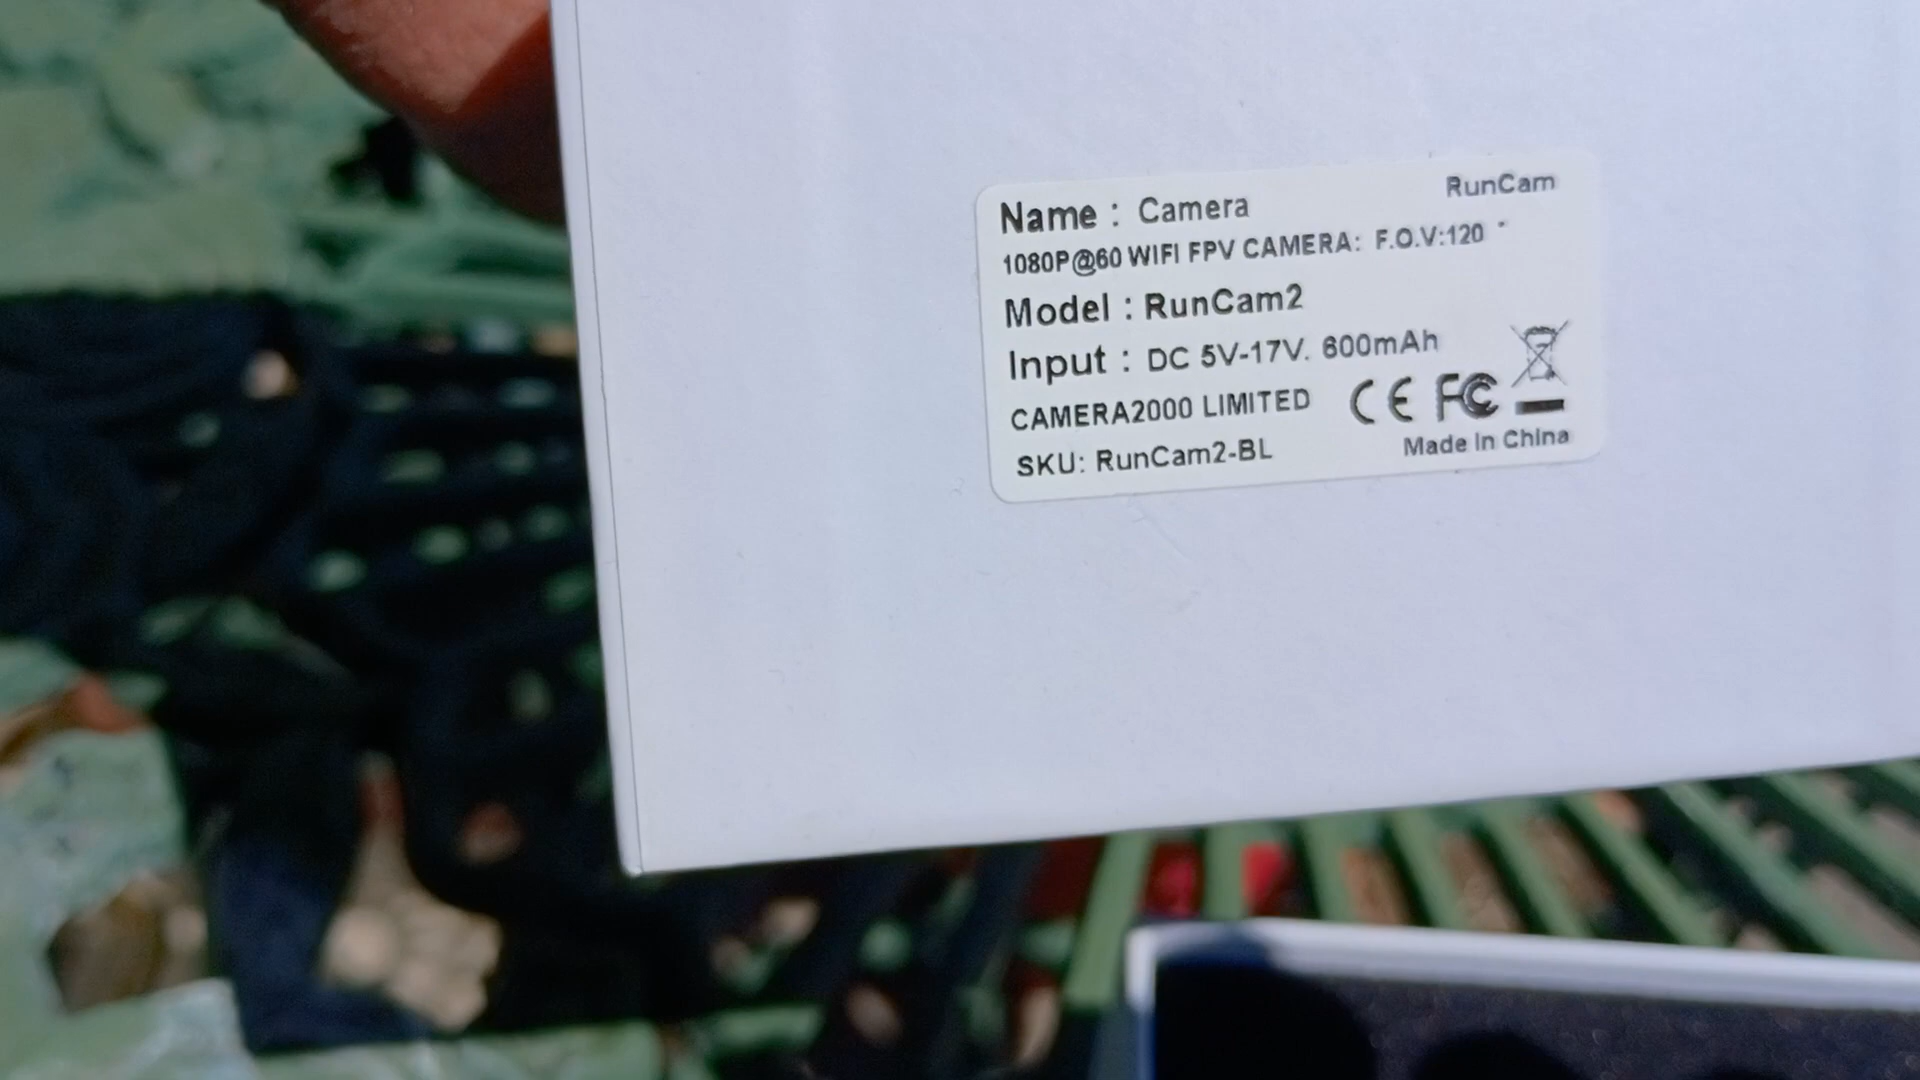 RunCam
Name : Camera
1080P@60 WIFI FPV CAMERA: F.O.V:120 °
Model : RunCam2
Input : DC 5V-17V. 600mAh
CAMERA2000 LIMITED CE FC
SKU: RunCam2-BL Made In China